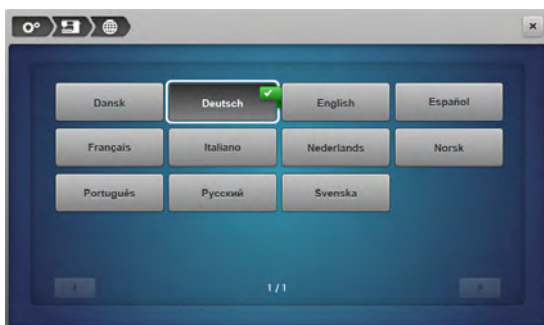 Dansk Deutsch English Español
Français Italiano Nederlands Norsk
Português Русский Svenska
1 / 1